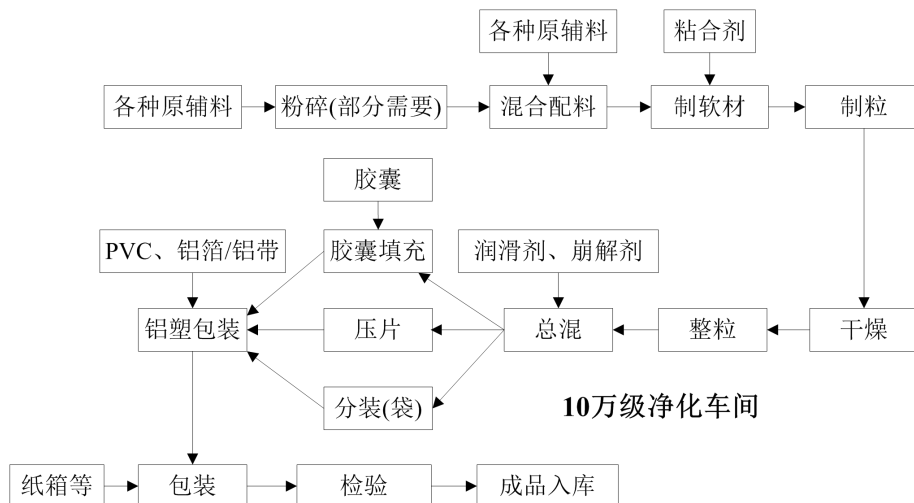 各种原辅料
粘合剂
各种原辅料
粉碎(部分需要)
混合配料
制软材
制粒
胶囊
PVC、铝箔/铝带
胶囊填充
润滑剂、崩解剂
铝塑包装
压片
总混
整粒
干燥
分装(袋)
10万级净化车间
纸箱等
包装
检验
成品入库